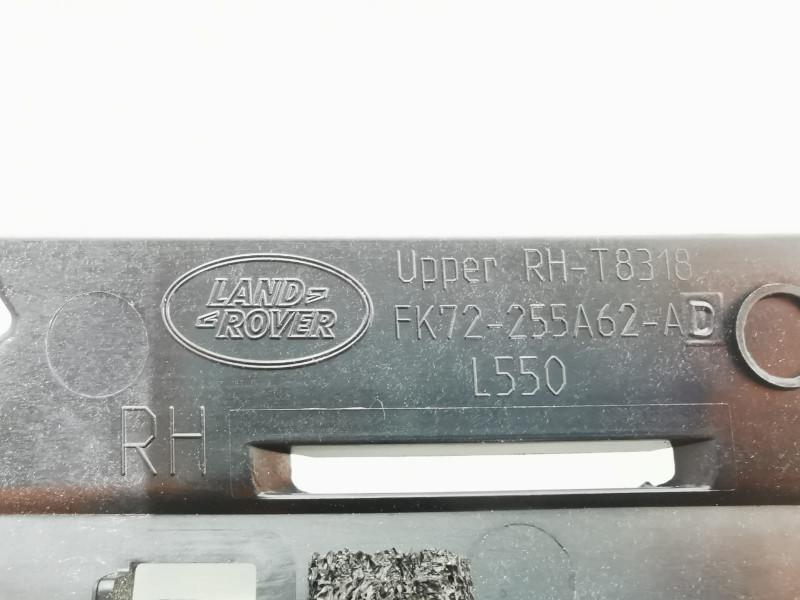 LAND
ROVER
Upper RH-T8318
FK72-255A62-AD
L550
RH